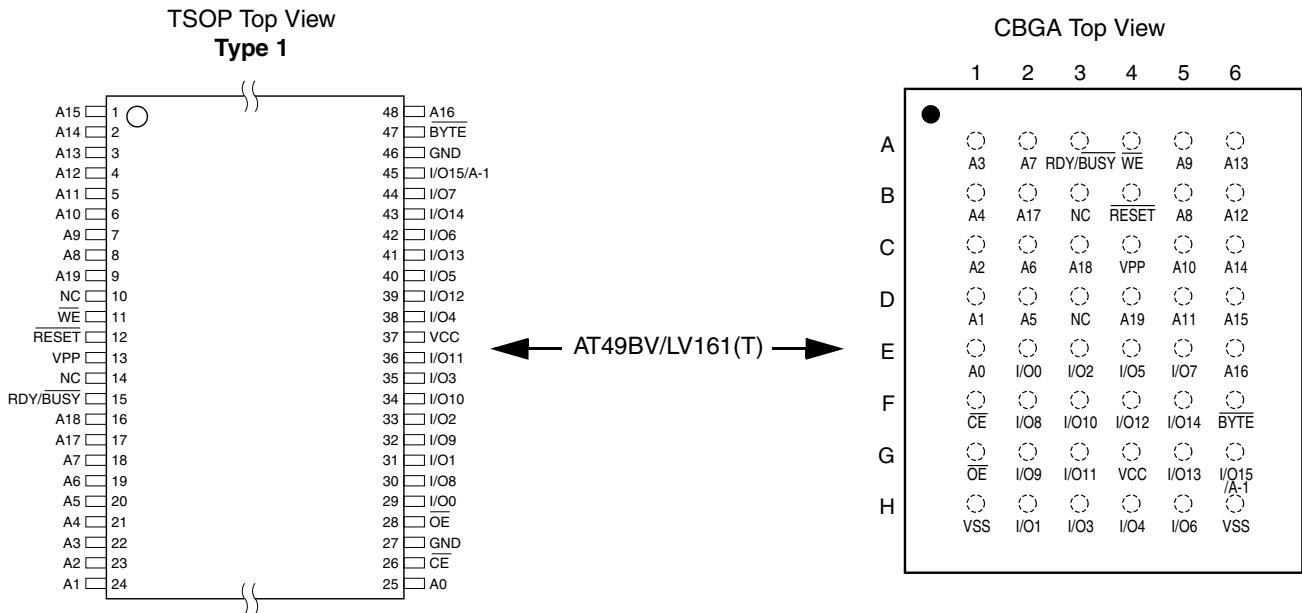 TSOP Top View
Type 1
A15 1
A14 2
A13 3
A12 4
A11 5
A10 6
A9 7
A8 8
A19 9
NC 10
WE 11
RESET 12
VPP 13
NC 14
RDY/BUSY 15
A18 16
A17 17
A7 18
A6 19
A5 20
A4 21
A3 22
A2 23
A1 24
48 A16
47 BYTE
46 GND
45 I/O15/A-1
44 I/O7
43 I/O14
42 I/O6
41 I/O13
40 I/O5
39 I/O12
38 I/O4
37 VCC
36 I/O11
35 I/O3
34 I/O10
33 I/O2
32 I/O9
31 I/O1
30 I/O8
29 I/O0
28 OE
27 GND
26 CE
25 A0
AT49BV/LV161(T)
CBGA Top View
1 2 3 4 5 6
A
A3 A7 RDY/BUSY WE A9 A13
B
A4 A17 NC RESET A8 A12
C
A2 A6 A18 VPP A10 A14
D
A1 A5 NC A19 A11 A15
E
A0 I/O0 I/O2 I/O5 I/O7 A16
F
CE I/O8 I/O10 I/O12 I/O14 BYTE
G
OE I/O9 I/O11 VCC I/O13 I/O15
/A-1
H
VSS I/O1 I/O3 I/O4 I/O6 VSS